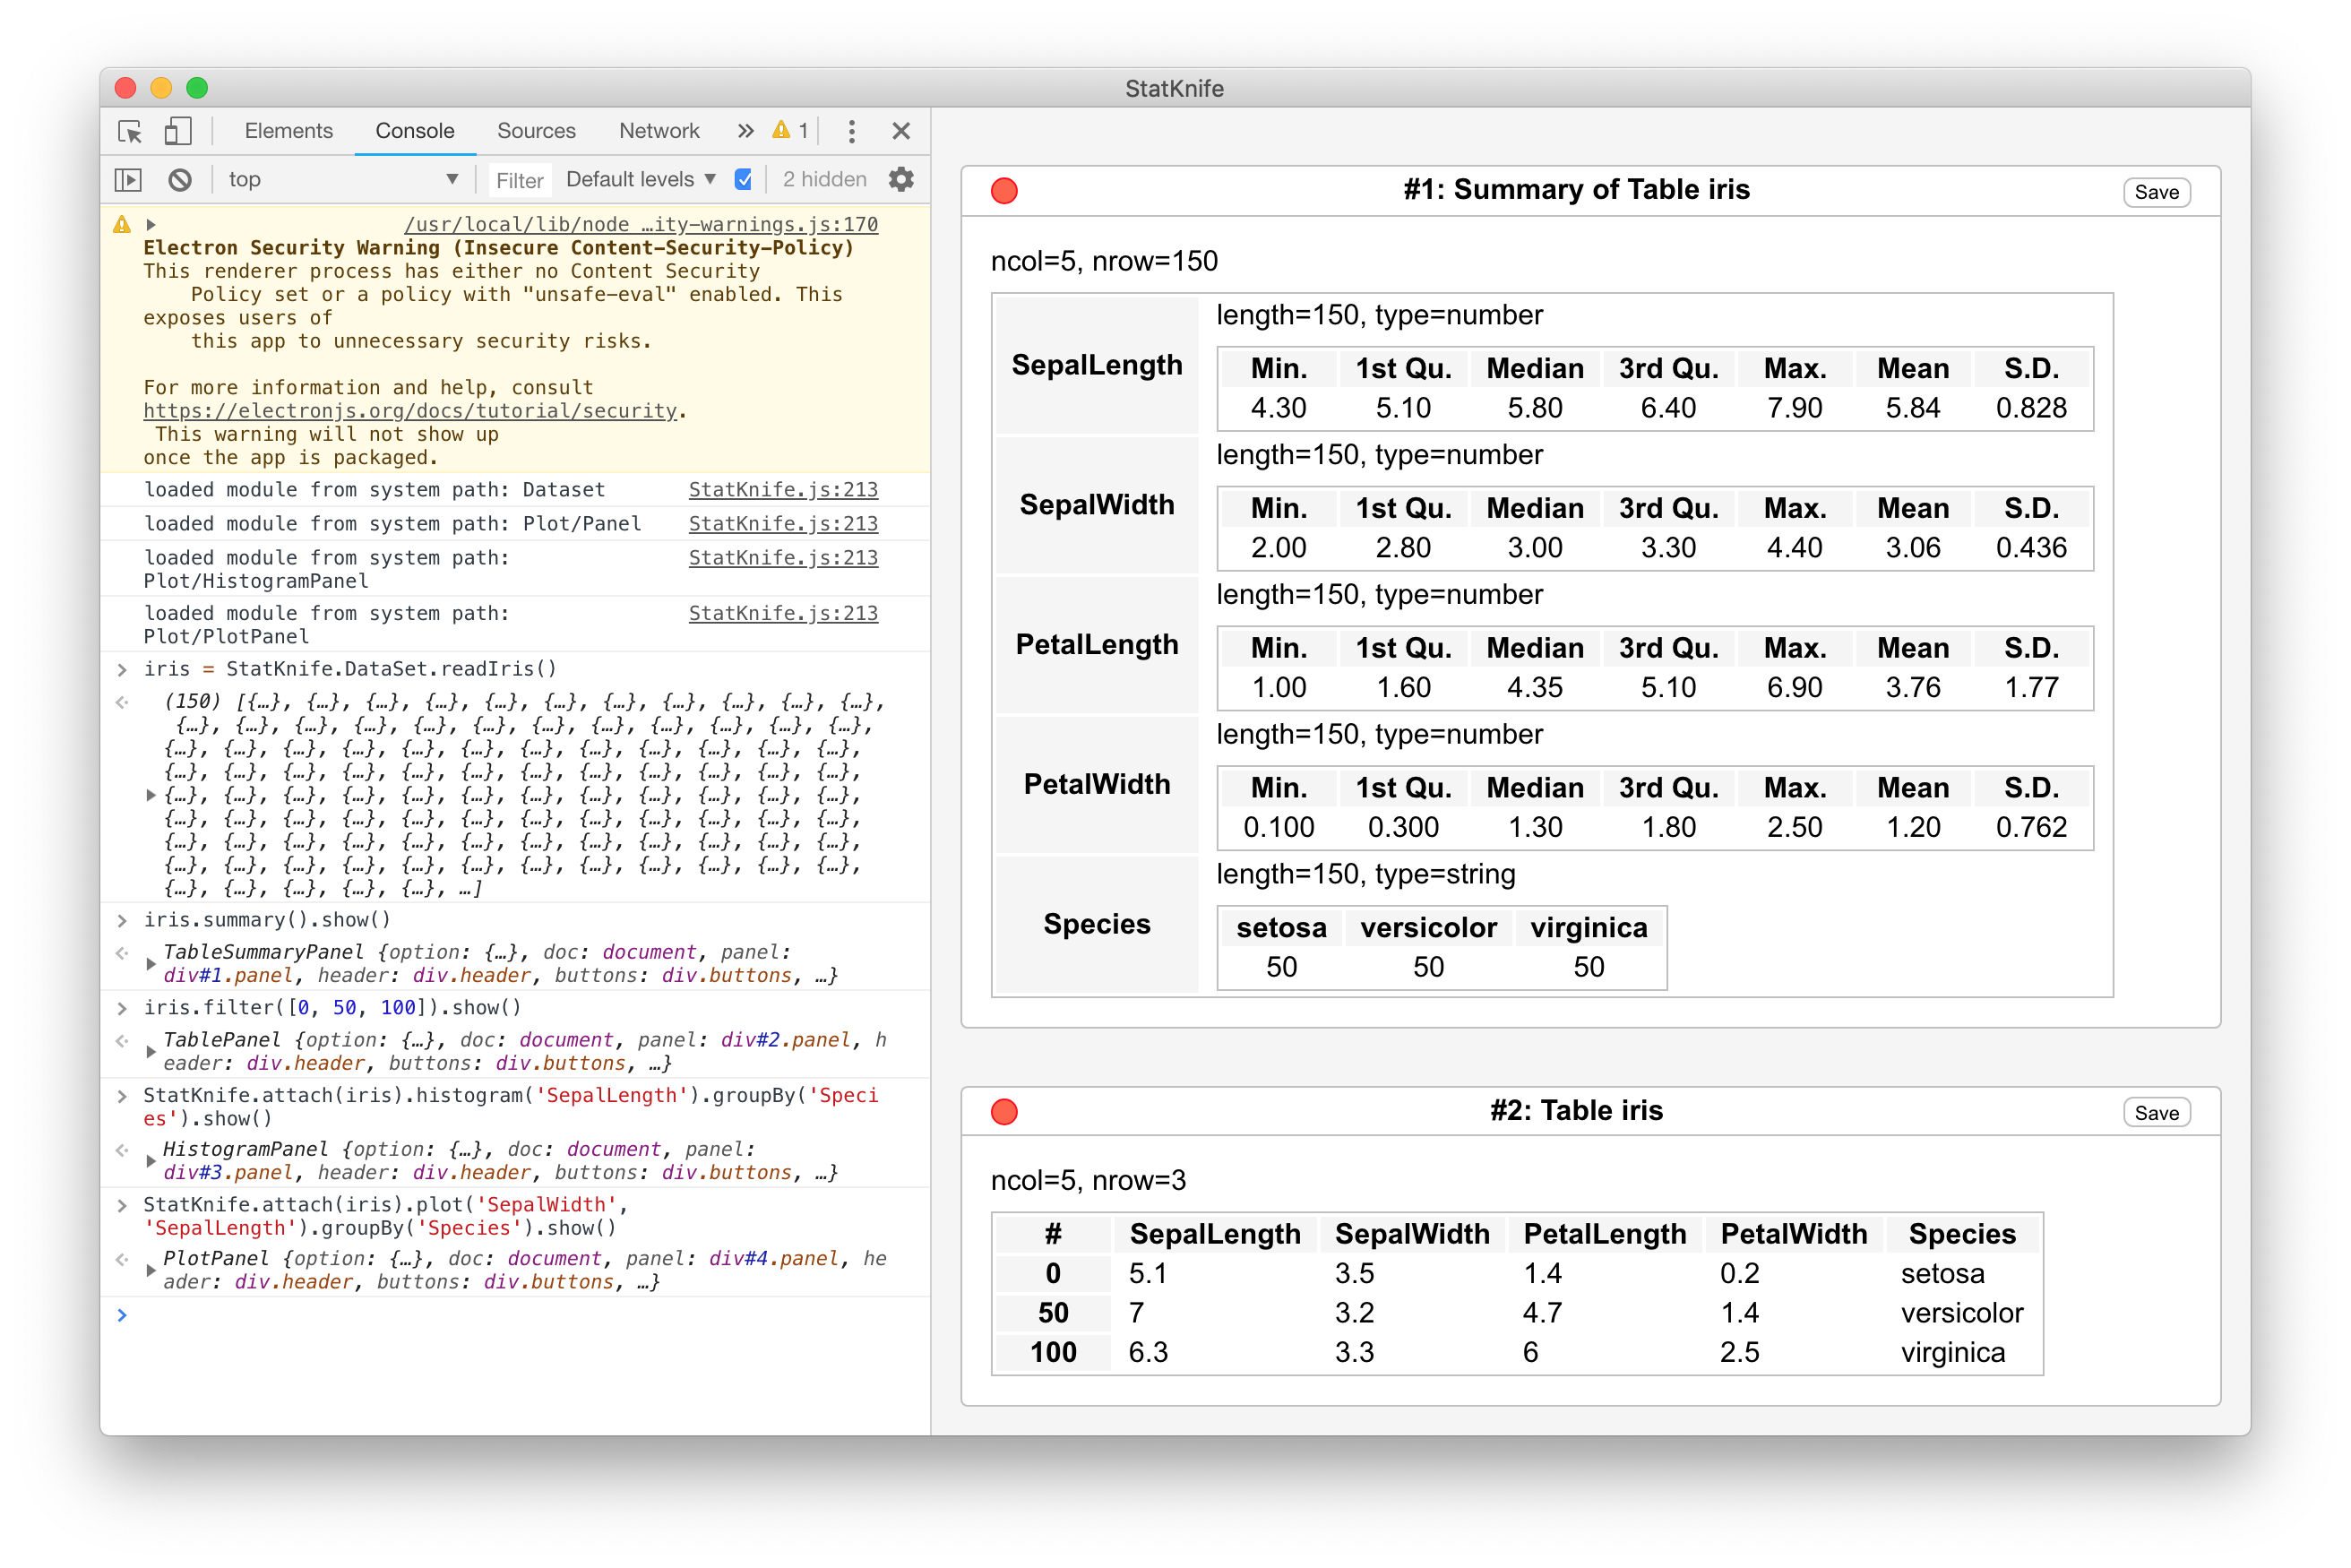 StatKnife
Elements Console Sources Network » 1
top ▼ Filter Default levels ▼ 2 hidden
/usr/local/lib/node …ity-warnings.js:170
Electron Security Warning (Insecure Content-Security-Policy)
This renderer process has either no Content Security
Policy set or a policy with "unsafe-eval" enabled. This
exposes users of
this app to unnecessary security risks.
For more information and help, consult
https://electronjs.org/docs/tutorial/security.
This warning will not show up
once the app is packaged.
loaded module from system path: Dataset StatKnife.js:213
loaded module from system path: Plot/Panel StatKnife.js:213
loaded module from system path: StatKnife.js:213
Plot/HistogramPanel
loaded module from system path: StatKnife.js:213
Plot/PlotPanel
> iris = StatKnife.DataSet.readIris()
(150) [{…}, {…}, {…}, {…}, {…}, {…}, {…}, {…}, {…}, {…}, {…},
{…}, {…}, {…}, {…}, {…}, {…}, {…}, {…}, {…}, {…}, {…}, {…},
{…}, {…}, {…}, {…}, {…}, {…}, {…}, {…}, {…}, {…}, {…}, {…},
{…}, {…}, {…}, {…}, {…}, {…}, {…}, {…}, {…}, {…}, {…}, {…},
{…}, {…}, {…}, {…}, {…}, {…}, {…}, {…}, {…}, {…}, {…}, {…},
{…}, {…}, {…}, {…}, {…}, {…}, {…}, {…}, {…}, {…}, {…}, {…},
{…}, {…}, {…}, {…}, {…}, {…}, {…}, {…}, {…}, {…}, {…}, {…},
{…}, {…}, {…}, {…}, {…}, {…}, {…}, {…}, {…}, {…}, {…}, {…},
{…}, {…}, {…}, {…}, {…}, …]
> iris.summary().show()
TableSummaryPanel {option: {…}, doc: document, panel:
div#1.panel, header: div.header, buttons: div.buttons, …}
> iris.filter([0, 50, 100]).show()
TablePanel {option: {…}, doc: document, panel: div#2.panel, h
eader: div.header, buttons: div.buttons, …}
> StatKnife.attach(iris).histogram('SepalLength').groupBy('Speci
es').show()
HistogramPanel {option: {…}, doc: document, panel:
div#3.panel, header: div.header, buttons: div.buttons, …}
> StatKnife.attach(iris).plot('SepalWidth',
'SepalLength').groupBy('Species').show()
PlotPanel {option: {…}, doc: document, panel: div#4.panel, he
ader: div.header, buttons: div.buttons, …}
>
#1: Summary of Table iris Save
ncol=5, nrow=150
SepalLength
length=150, type=number
Min. 1st Qu. Median 3rd Qu. Max. Mean S.D.
4.30 5.10 5.80 6.40 7.90 5.84 0.828
SepalWidth
length=150, type=number
Min. 1st Qu. Median 3rd Qu. Max. Mean S.D.
2.00 2.80 3.00 3.30 4.40 3.06 0.436
PetalLength
length=150, type=number
Min. 1st Qu. Median 3rd Qu. Max. Mean S.D.
1.00 1.60 4.35 5.10 6.90 3.76 1.77
PetalWidth
length=150, type=number
Min. 1st Qu. Median 3rd Qu. Max. Mean S.D.
0.100 0.300 1.30 1.80 2.50 1.20 0.762
Species
length=150, type=string
setosa versicolor virginica
50 50 50
#2: Table iris Save
ncol=5, nrow=3
# SepalLength SepalWidth PetalLength PetalWidth Species
0 5.1 3.5 1.4 0.2 setosa
50 7 3.2 4.7 1.4 versicolor
100 6.3 3.3 6 2.5 virginica